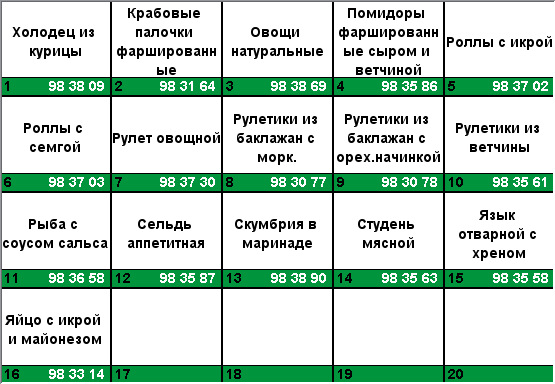 Холодец из
курицы
1 98 38 09
Крабовые
палочки
фаршированн
ые
2 98 31 64
Овощи
натуральные
3 98 38 69
Помидоры
фаршированн
ые сыром и
ветчиной
4 98 35 86
Роллы с икрой
5 98 37 02
Роллы с
семгой
6 98 37 03
Рулет овощной
7 98 37 30
Рулетики из
баклажан с
морк.
8 98 30 77
Рулетики из
баклажан с
орех.начинкой
9 98 30 78
Рулетики из
ветчины
10 98 35 61
Рыба с
соусом сальса
11 98 36 58
Сельдь
аппетитная
12 98 35 87
Скумбрия в
маринаде
13 98 38 90
Студень
мясной
14 98 35 63
Язык
отварной с
хреном
15 98 35 58
Яйцо с икрой
и майонезом
16 98 33 14
17
18
19
20